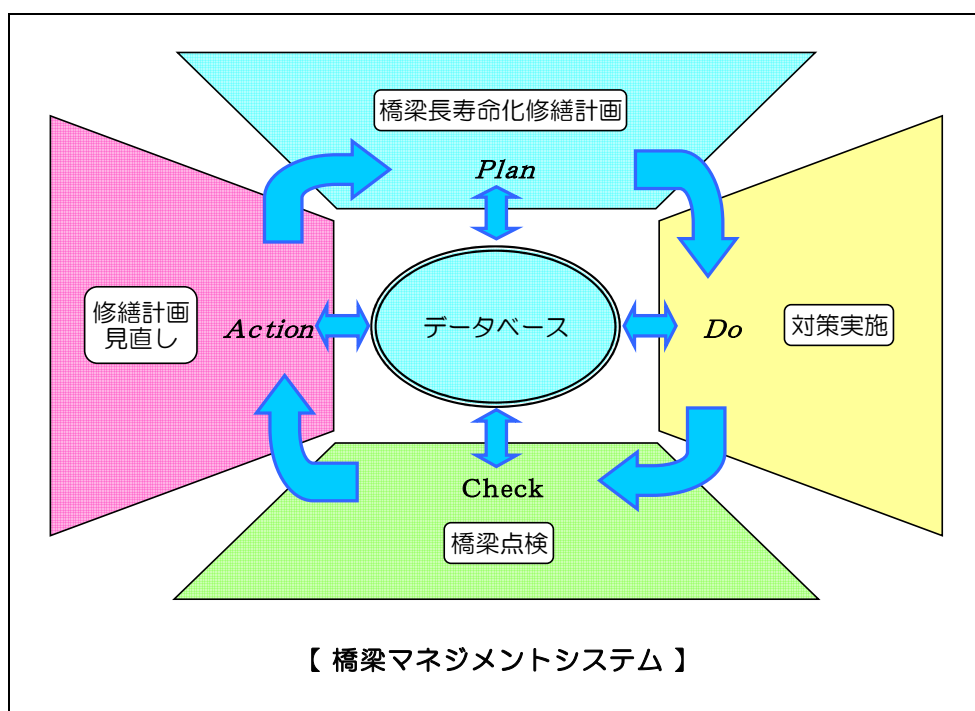 橋梁長寿命化修繕計画
Plan
修繕計画
見直し
Action
データベース
Do
対策実施
Check
橋梁点検
【 橋梁マネジメントシステム 】